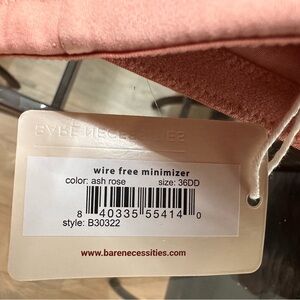 BARE NECESSITIES
wire free minimizer
color: ash rose size: 36DD
8 40335 55414 0
style: B30322
www.barenecessities.com